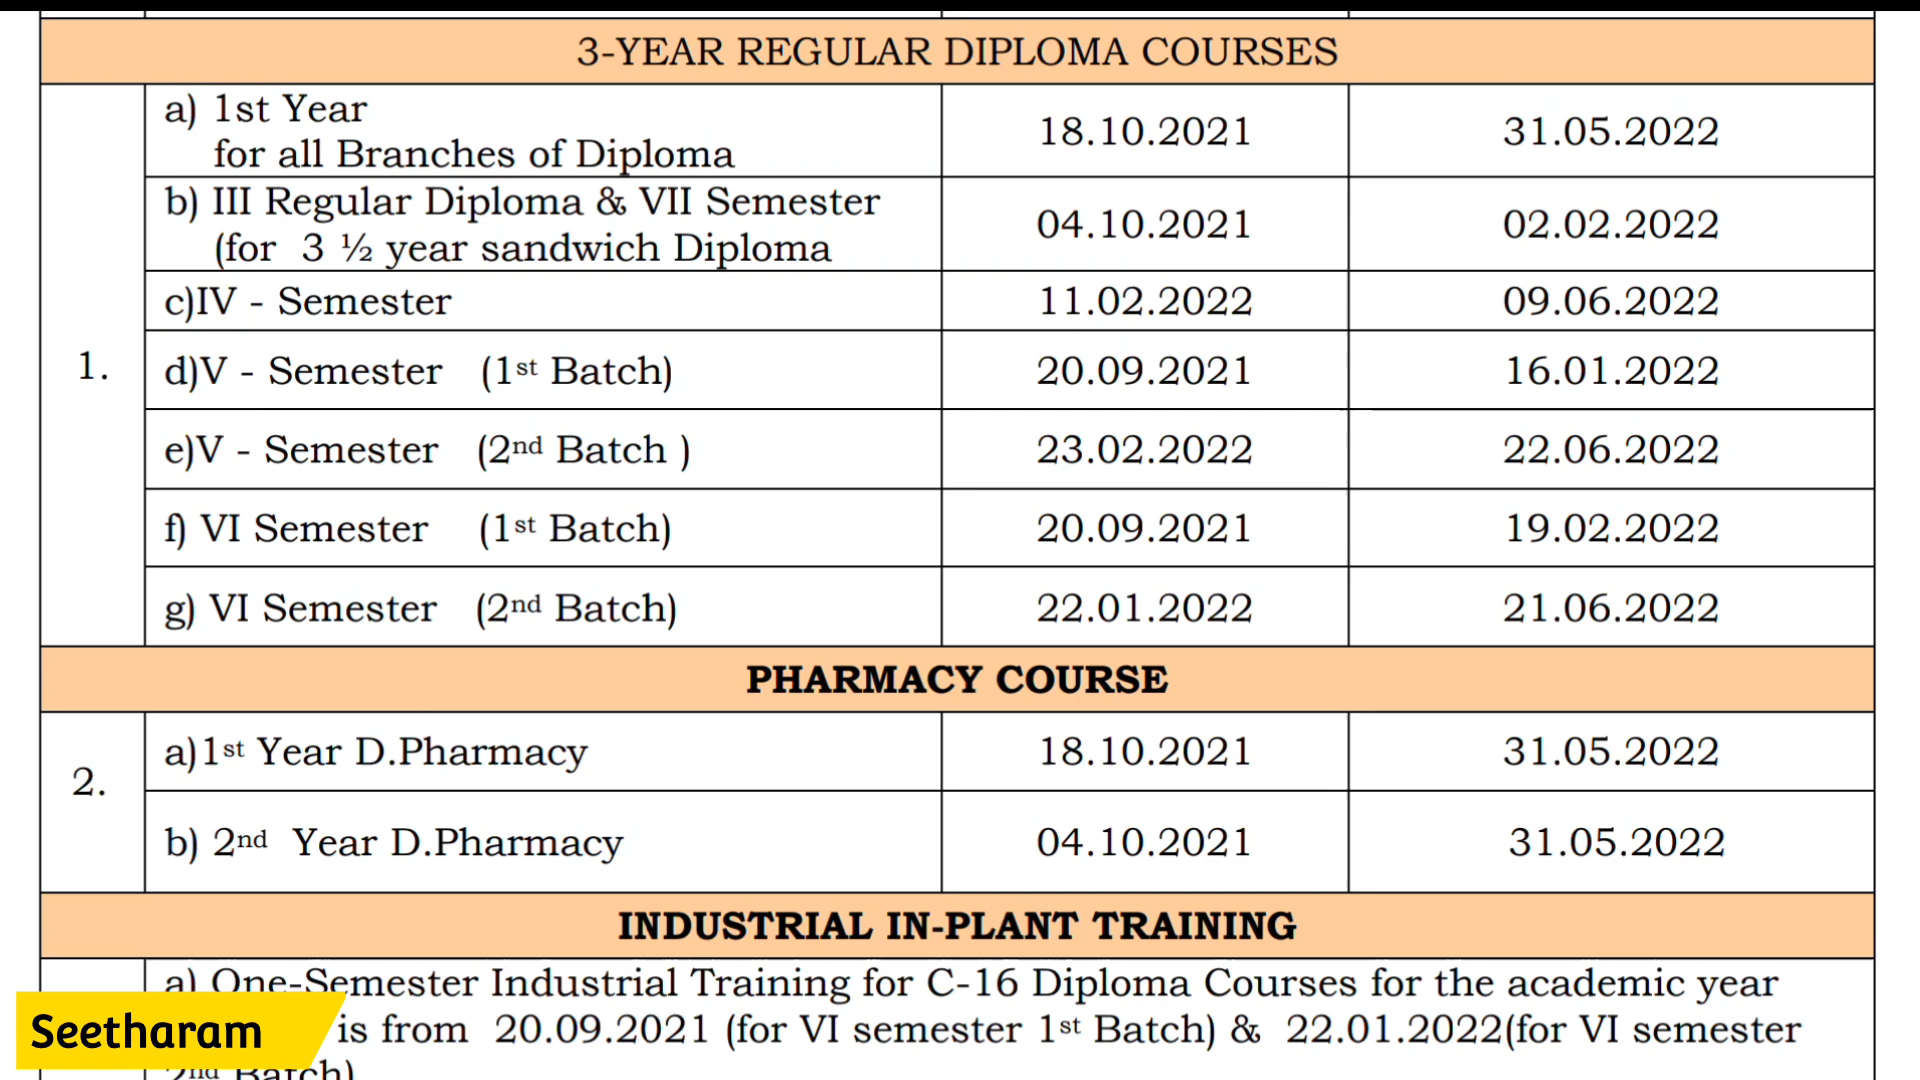 3-YEAR REGULAR DIPLOMA COURSES
1.
a) 1st Year
for all Branches of Diploma
18.10.2021
31.05.2022
b) III Regular Diploma & VII Semester
(for 3 ½ year sandwich Diploma
04.10.2021
02.02.2022
c)IV - Semester
11.02.2022
09.06.2022
d)V - Semester (1st Batch)
20.09.2021
16.01.2022
e)V - Semester (2nd Batch )
23.02.2022
22.06.2022
f) VI Semester (1st Batch)
20.09.2021
19.02.2022
g) VI Semester (2nd Batch)
22.01.2022
21.06.2022
PHARMACY COURSE
2.
a)1st Year D.Pharmacy
18.10.2021
31.05.2022
b) 2nd Year D.Pharmacy
04.10.2021
31.05.2022
INDUSTRIAL IN-PLANT TRAINING
a) One-Semester Industrial Training for C-16 Diploma Courses for the academic year
is from 20.09.2021 (for VI semester 1st Batch) & 22.01.2022(for VI semester
2nd Batch)
Seetharam